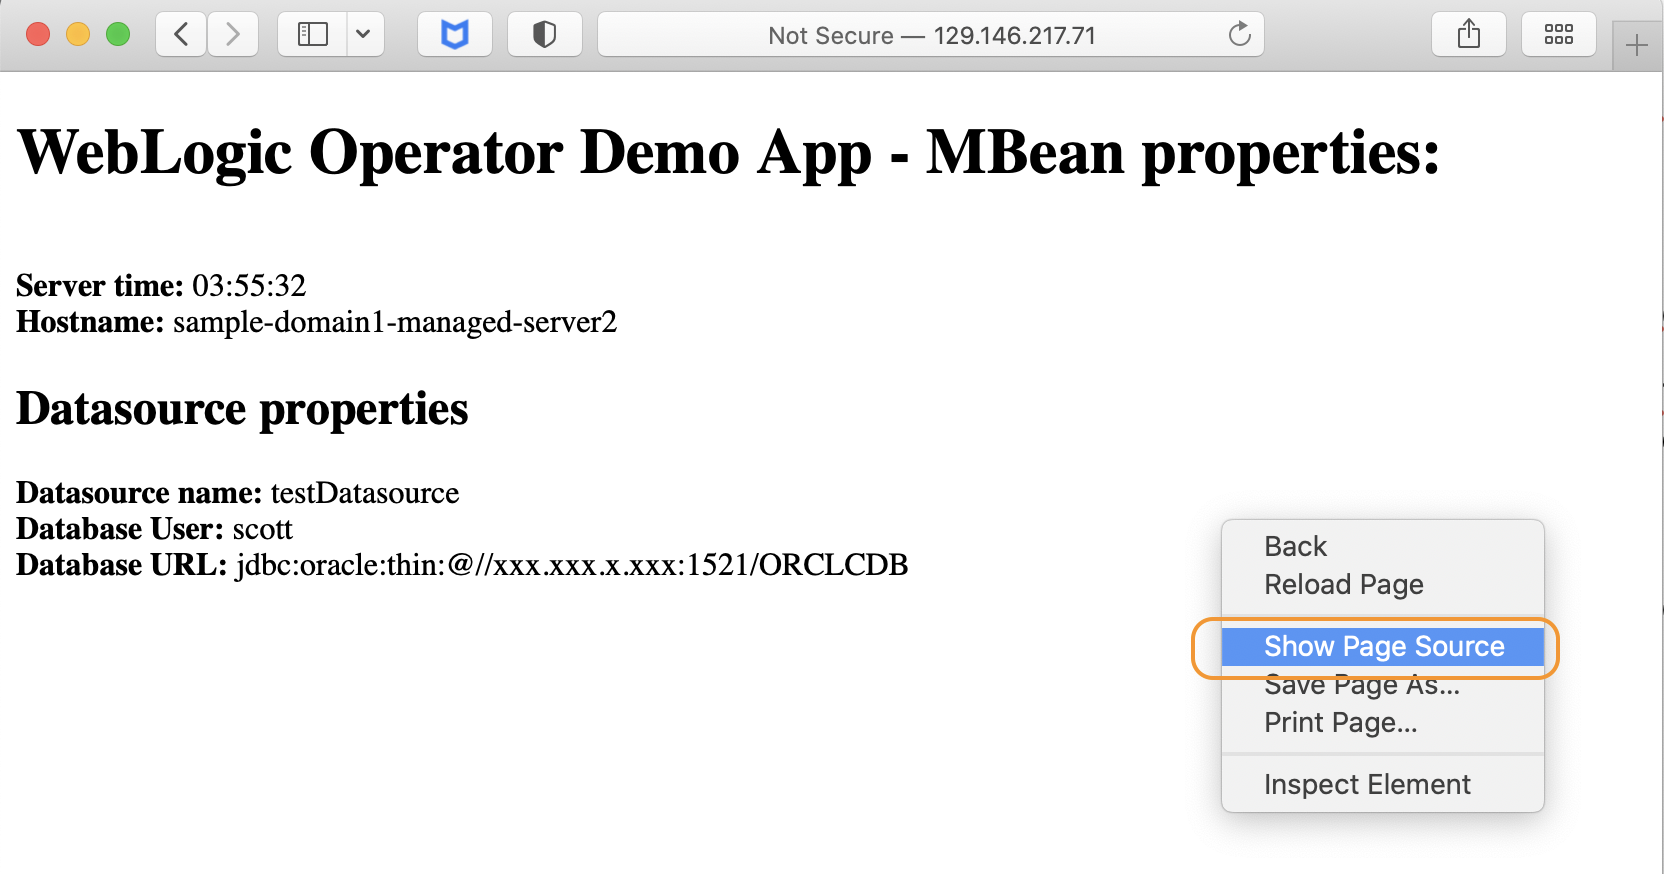 Not Secure — 129.146.217.71
WebLogic Operator Demo App - MBean properties:
Server time: 03:55:32
Hostname: sample-domain1-managed-server2
Datasource properties
Datasource name: testDatasource
Database User: scott
Database URL: jdbc:oracle:thin:@//xxx.xxx.x.xxx:1521/ORCLCDB
Back
Reload Page
Show Page Source
Save Page As...
Print Page...
Inspect Element